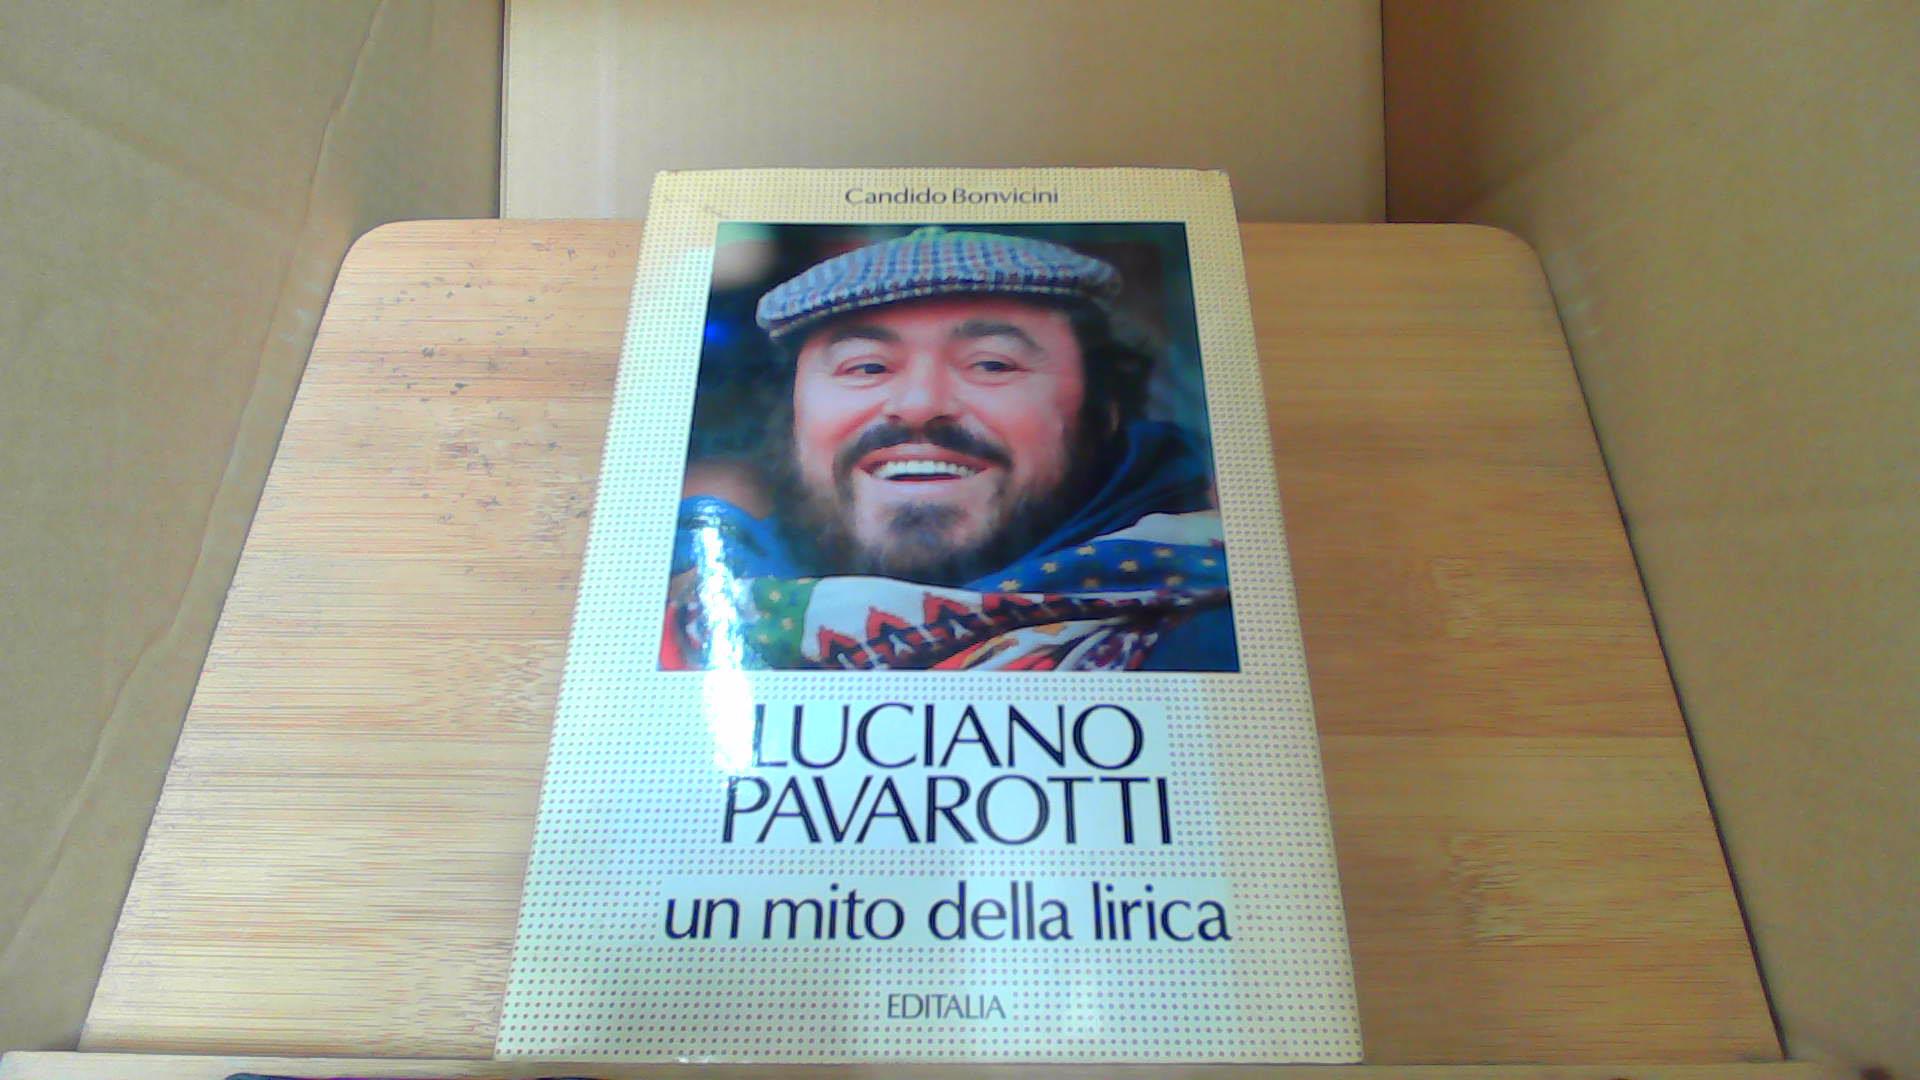 Candido Bonvicini
LUCIANO
PAVAROTTI
un mito della lirica
EDITALIA